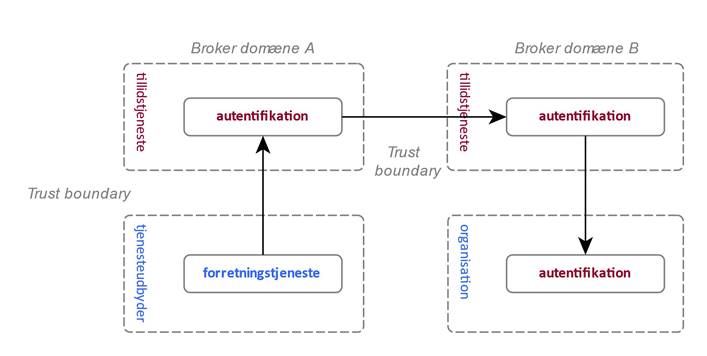 Broker domæne A
Broker domæne B
tillidstjeneste
autentifikation
tillidstjeneste
autentifikation
Trust
boundary
Trust boundary
tjenesteudbyder
forretningstjeneste
organisation
autentifikation